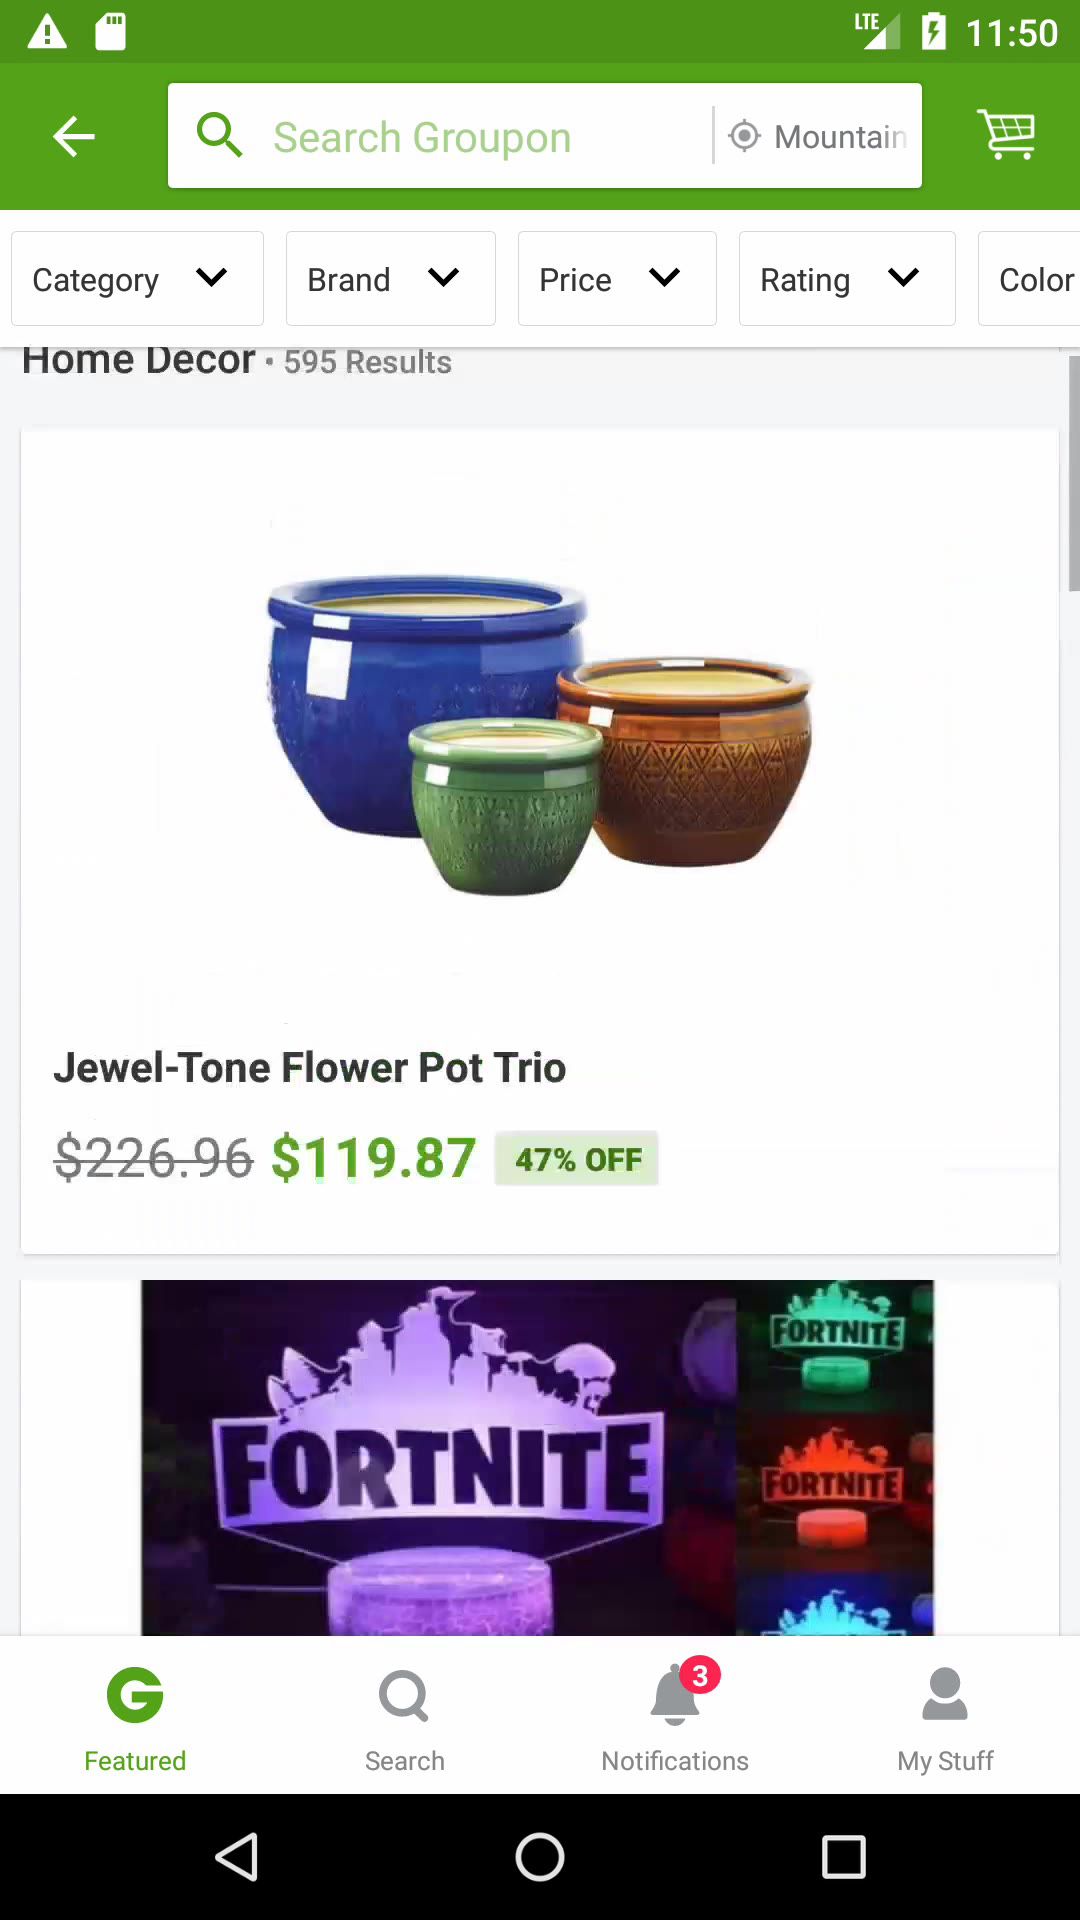 LTE 11:50
Search Groupon Mountain
Category Brand Price Rating Color
Home Decor • 595 Results
Jewel-Tone Flower Pot Trio
$226.96 $119.87 47% OFF
FORTNITE
FORTNITE
FORTNITE
3
Featured Search Notifications My Stuff